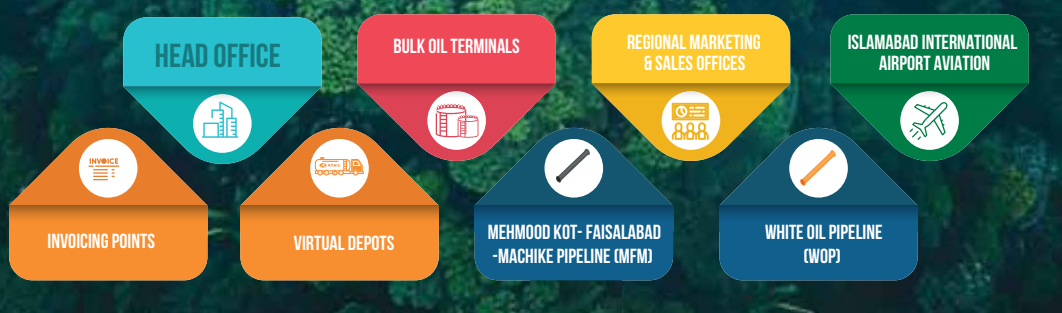 HEAD OFFICE
BULK OIL TERMINALS
REGIONAL MARKETING
& SALES OFFICES
ISLAMABAD INTERNATIONAL
AIRPORT AVIATION
INVOICE
INVOICING POINTS
VIRTUAL DEPOTS
MEHMOOD KOT- FAISALABAD
-MACHIKE PIPELINE (MFM)
WHITE OIL PIPELINE
(WOP)